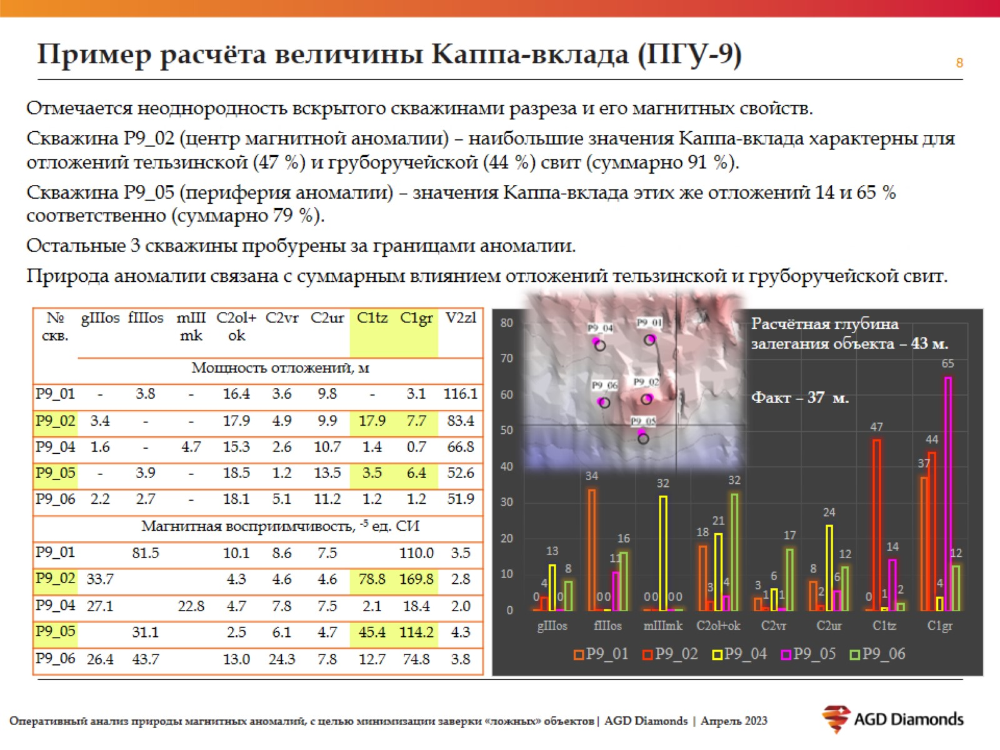 Пример расчёта величины Каппа-вклада (ПГУ-9)
8
Отмечается неоднородность вскрытого скважинами разреза и его магнитных свойств.
Скважина P9_02 (центр магнитной аномалии) – наибольшие значения Каппа-вклада характерны для
отложений тельзинской (47 %) и груборучейской (44 %) свит (суммарно 91 %).
Скважина P9_05 (периферия аномалии) – значения Каппа-вклада этих же отложений 14 и 65 %
соответственно (суммарно 79 %).
Остальные 3 скважины пробурены за границами аномалии.
Природа аномалии связана с суммарным влиянием отложений тельзинской и груборучейской свит.
№ скв. gIIIos fIIIos mIII mk C2ol+ ok C2vr C2ur C1tz C1gr V2zl
Мощность отложений, м
P9_01 - 3.8 - 16.4 3.6 9.8 - 3.1 116.1
P9_02 3.4 - - 17.9 4.9 9.9 17.9 7.7 83.4
P9_04 1.6 - 4.7 15.3 2.6 10.7 1.4 0.7 66.8
P9_05 - 3.9 - 18.5 1.2 13.5 3.5 6.4 52.6
P9_06 2.2 2.7 - 18.1 5.1 11.2 1.2 1.2 51.9
Магнитная восприимчивость, -5 ед. СИ
P9_01 81.5 10.1 8.6 7.5 110.0 3.5
P9_02 33.7 4.3 4.6 4.6 78.8 169.8 2.8
P9_04 27.1 22.8 4.7 7.8 7.5 2.1 18.4 2.0
P9_05 31.1 2.5 6.1 4.7 45.4 114.2 4.3
P9_06 26.4 43.7 13.0 24.3 7.8 12.7 74.8 3.8
P9_04 P9_01
P9_06 P9_02
P9_05
Расчётная глубина
залегания объекта – 43 м.
Факт – 37 м.
80
70
60
50
40
30
20
10
0
0 4 13 0 8
34 0 0 11 16
0 0 32 0 0
18 3 21 4 32
3 1 6 1 17
8 2 24 6 12
0 47 1 14 2
37 44 4 65 12
gIIIos fIIIos mIIImk C2ol+ok C2vr C2ur C1tz C1gr
P9_01 P9_02 P9_04 P9_05 P9_06
Оперативный анализ природы магнитных аномалий, с целью минимизации заверки «ложных» объектов | AGD Diamonds | Апрель 2023
AGD Diamonds